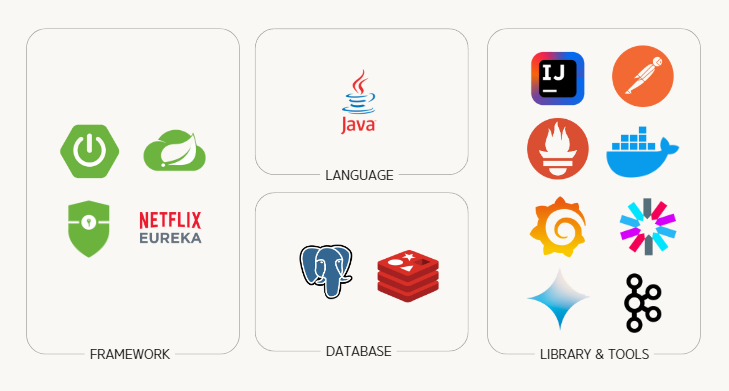 NETFLIX
EUREKA
FRAMEWORK
Java
LANGUAGE
DATABASE
IJ
LIBRARY & TOOLS